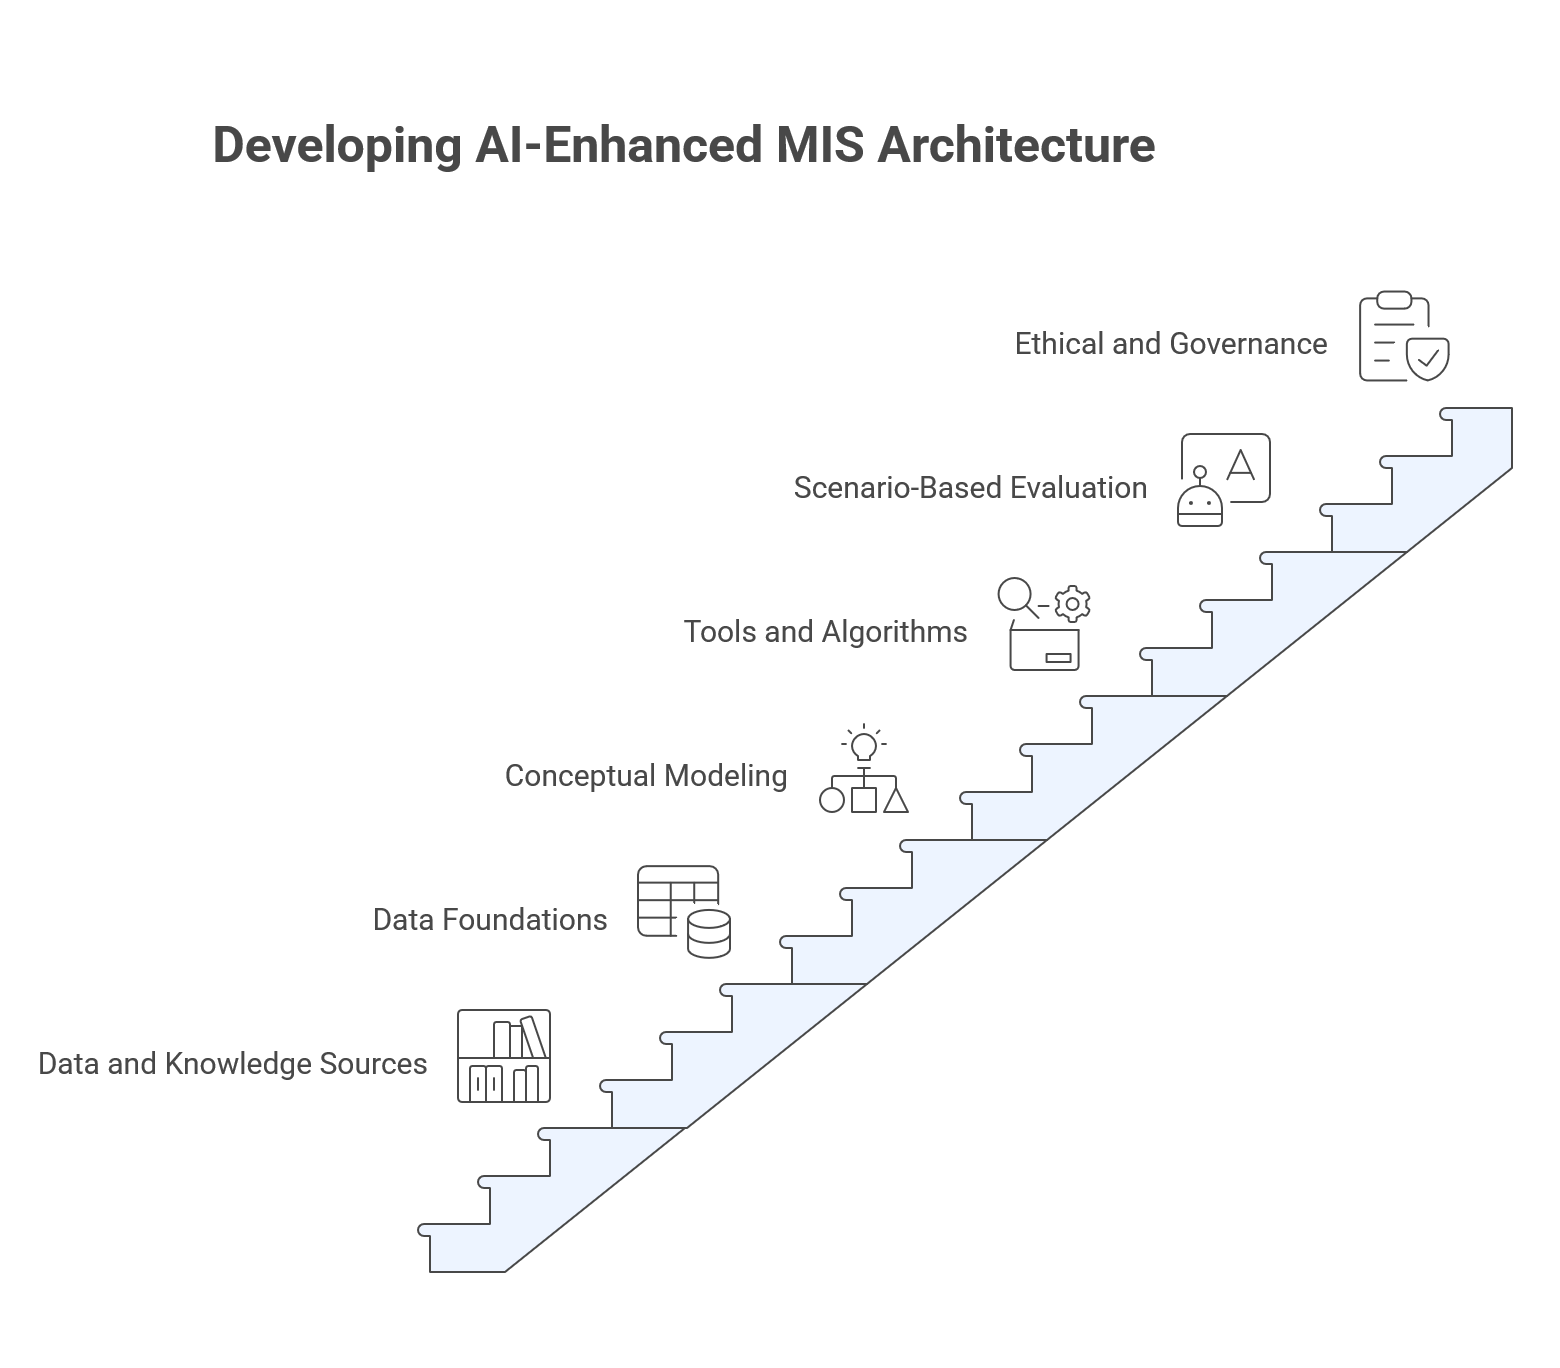 Developing AI-Enhanced MIS Architecture
Ethical and Governance
A
Scenario-Based Evaluation
Tools and Algorithms
Conceptual Modeling
Data Foundations
Data and Knowledge Sources